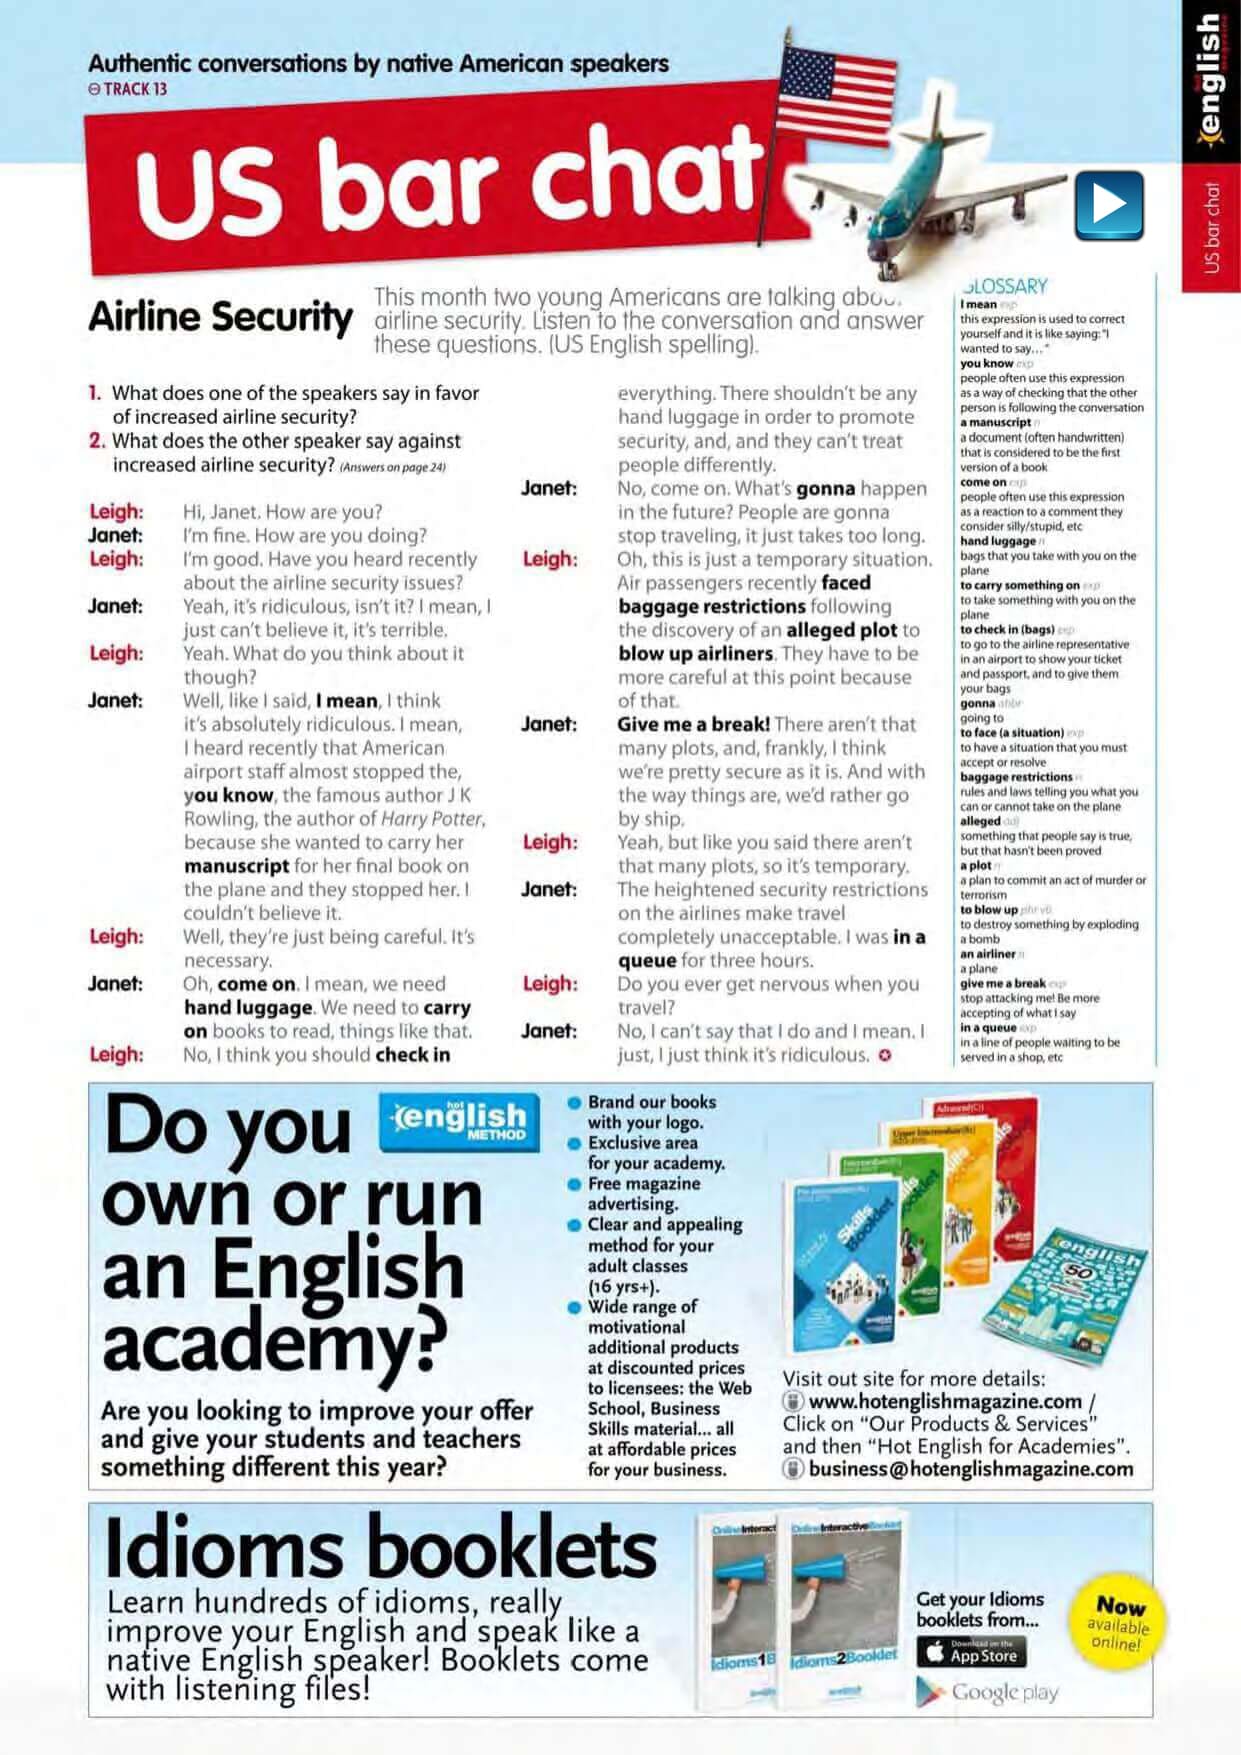 Authentic conversations by native American speakers
TRACK 13
US bar chat
hot
english
magazine
US bar chat
Airline Security
This month two young Americans are talking about
airline security. Listen to the conversation and answer
these questions. (US English spelling).
1. What does one of the speakers say in favor
of increased airline security?
2. What does the other speaker say against
increased airline security? (Answers on page 24)
Leigh: Hi, Janet. How are you?
Janet: I'm fine. How are you doing?
Leigh: I'm good. Have you heard recently
about the airline security issues?
Janet: Yeah, it's ridiculous, isn't it? I mean, I
just can't believe it, it's terrible.
Leigh: Yeah. What do you think about it
though?
Janet: Well, like I said, I mean, I think
it's absolutely ridiculous. I mean,
I heard recently that American
airport staff almost stopped the,
you know, the famous author J K
Rowling, the author of Harry Potter,
because she wanted to carry her
manuscript for her final book on
the plane and they stopped her. I
couldn't believe it.
Leigh: Well, they're just being careful. It's
necessary.
Janet: Oh, come on. I mean, we need
hand luggage. We need to carry
on books to read, things like that.
Leigh: No, I think you should check in
everything. There shouldn't be any
hand luggage in order to promote
security, and, and they can't treat
people differently.
Janet: No, come on. What's gonna happen
in the future? People are gonna
stop traveling, it just takes too long.
Leigh: Oh, this is just a temporary situation.
Air passengers recently faced
baggage restrictions following
the discovery of an alleged plot to
blow up airliners. They have to be
more careful at this point because
of that.
Janet: Give me a break! There aren't that
many plots, and, frankly, I think
we're pretty secure as it is. And with
the way things are, we'd rather go
by ship.
Leigh: Yeah, but like you said there aren't
that many plots, so it's temporary.
Janet: The heightened security restrictions
on the airlines make travel
completely unacceptable. I was in a
queue for three hours.
Leigh: Do you ever get nervous when you
travel?
Janet: No, I can't say that I do and I mean. I
just, I just think it's ridiculous.
GLOSSARY
I mean exp
this expression is used to correct
yourself and it is like saying: "I
wanted to say..."
you know exp
people often use this expression
as a way of checking that the other
person is following the conversation
a manuscript n
a document (often handwritten)
that is considered to be the first
version of a book
come on exp
people often use this expression
as a reaction to a comment they
consider silly/stupid, etc
hand luggage n
bags that you take with you on the
plane
to carry something on exp
to take something with you on the
plane
to check in (bags) exp
to go to the airline representative
in an airport to show your ticket
and passport, and to give them
your bags
gonna abbr
going to
to face (a situation) exp
to have a situation that you must
accept or resolve
baggage restrictions n
rules and laws telling you what you
can or cannot take on the plane
alleged adj
something that people say is true,
but that hasn't been proved
a plot n
a plan to commit an act of murder or
terrorism
to blow up phr vb
to destroy something by exploding
a bomb
an airliner n
a plane
give me a break exp
stop attacking me! Be more
accepting of what I say
in a queue exp
in a line of people waiting to be
served in a shop, etc
Do you
own or run
an English
academy?
hot
english
METHOD
Are you looking to improve your offer
and give your students and teachers
something different this year?
Brand our books
with your logo.
Exclusive area
for your academy.
Free magazine
advertising.
Clear and appealing
method for your
adult classes
(16 yrs+).
Wide range of
motivational
additional products
at discounted prices
to licensees: the Web
School, Business
Skills material... all
at affordable prices
for your business.
Advanced (C1)
Upper Intermediate (B2)
Intermediate (B1)
Skills
Booklet
english
50
Visit out site for more details:
www.hotenglishmagazine.com /
Click on "Our Products & Services"
and then "Hot English for Academies".
business@hotenglishmagazine.com
Idioms booklets
Learn hundreds of idioms, really
improve your English and speak like a
native English speaker! Booklets come
with listening files!
Online Interact
Online Interactive Booklet
Idioms1B
Idioms2Booklet
english
Get your Idioms
booklets from...
Download on the
App Store
Google play
Now
available
online!